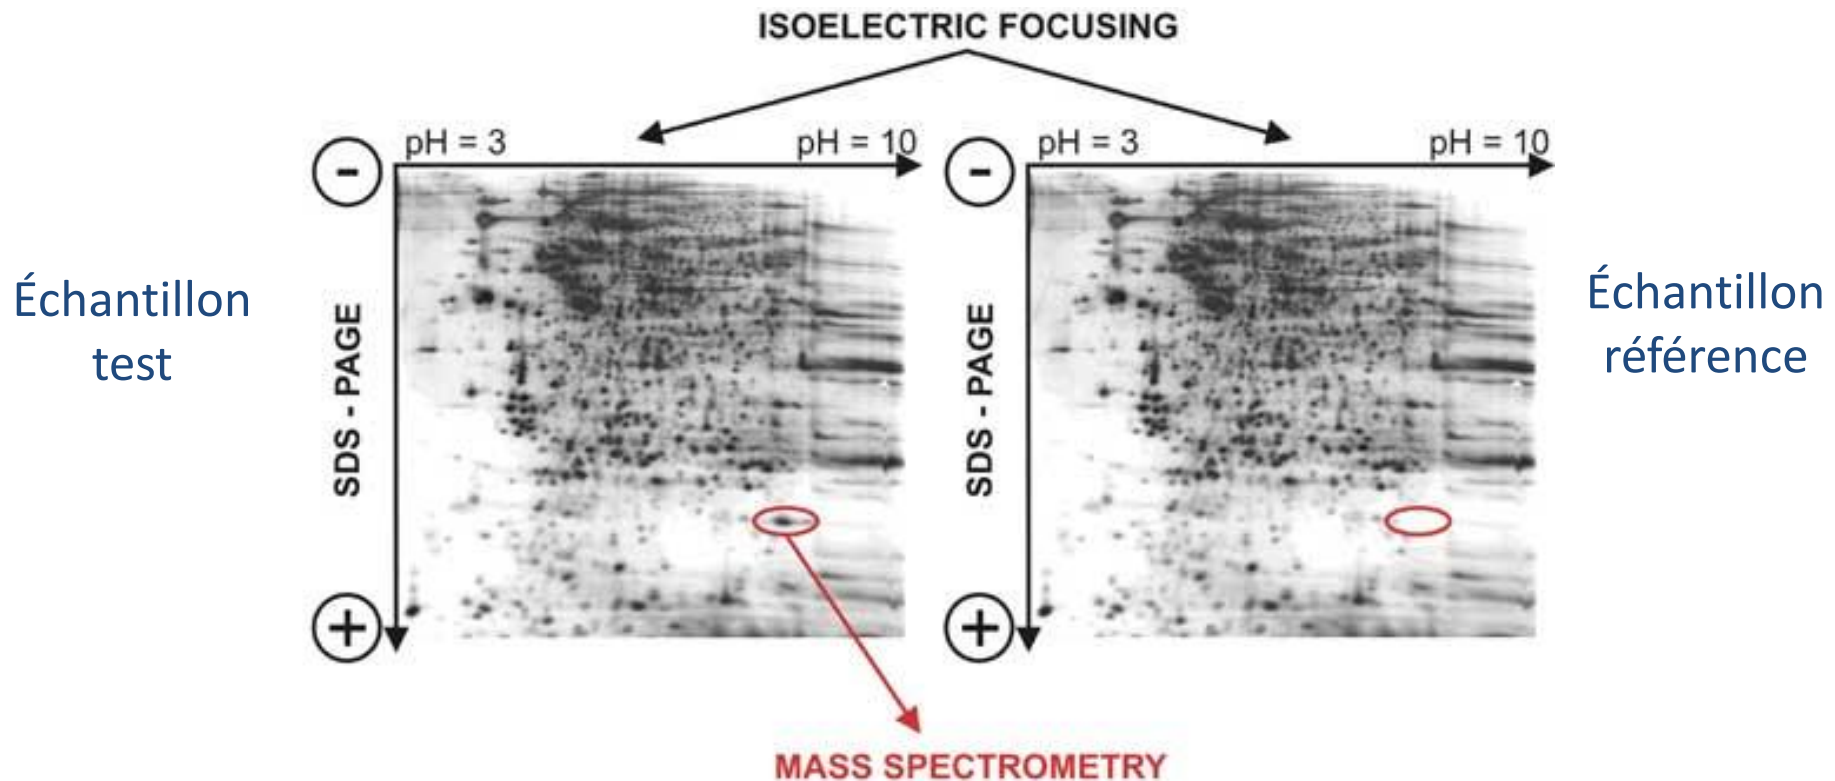 ISOELECTRIC FOCUSING
pH = 3
pH = 10
pH = 3
pH = 10
-
-
Échantillon
test
SDS - PAGE
SDS - PAGE
Échantillon
référence
+
+
MASS SPECTROMETRY